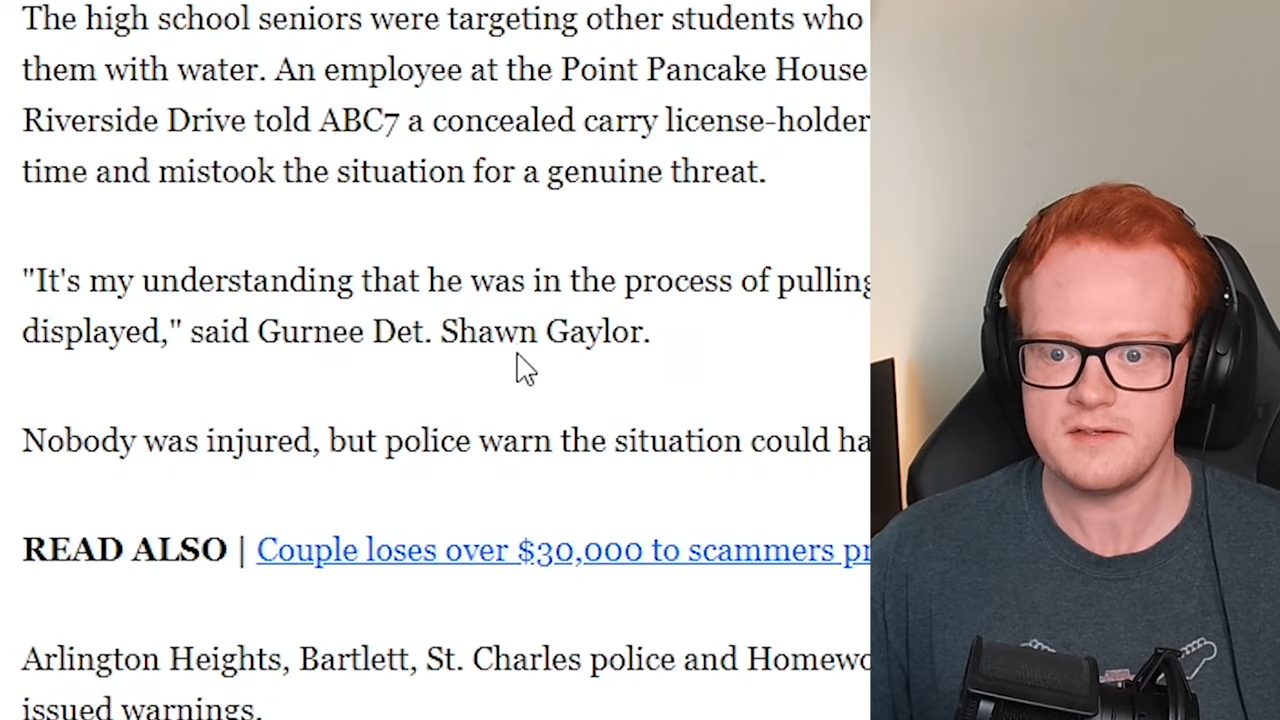 The high school seniors were targeting other students who
them with water. An employee at the Point Pancake House
Riverside Drive told ABC7 a concealed carry license-holder
time and mistook the situation for a genuine threat.
"It's my understanding that he was in the process of pulling
displayed," said Gurnee Det. Shawn Gaylor.
Nobody was injured, but police warn the situation could ha
READ ALSO | Couple loses over $30,000 to scammers pr
Arlington Heights, Bartlett, St. Charles police and Homewo
issued warnings.